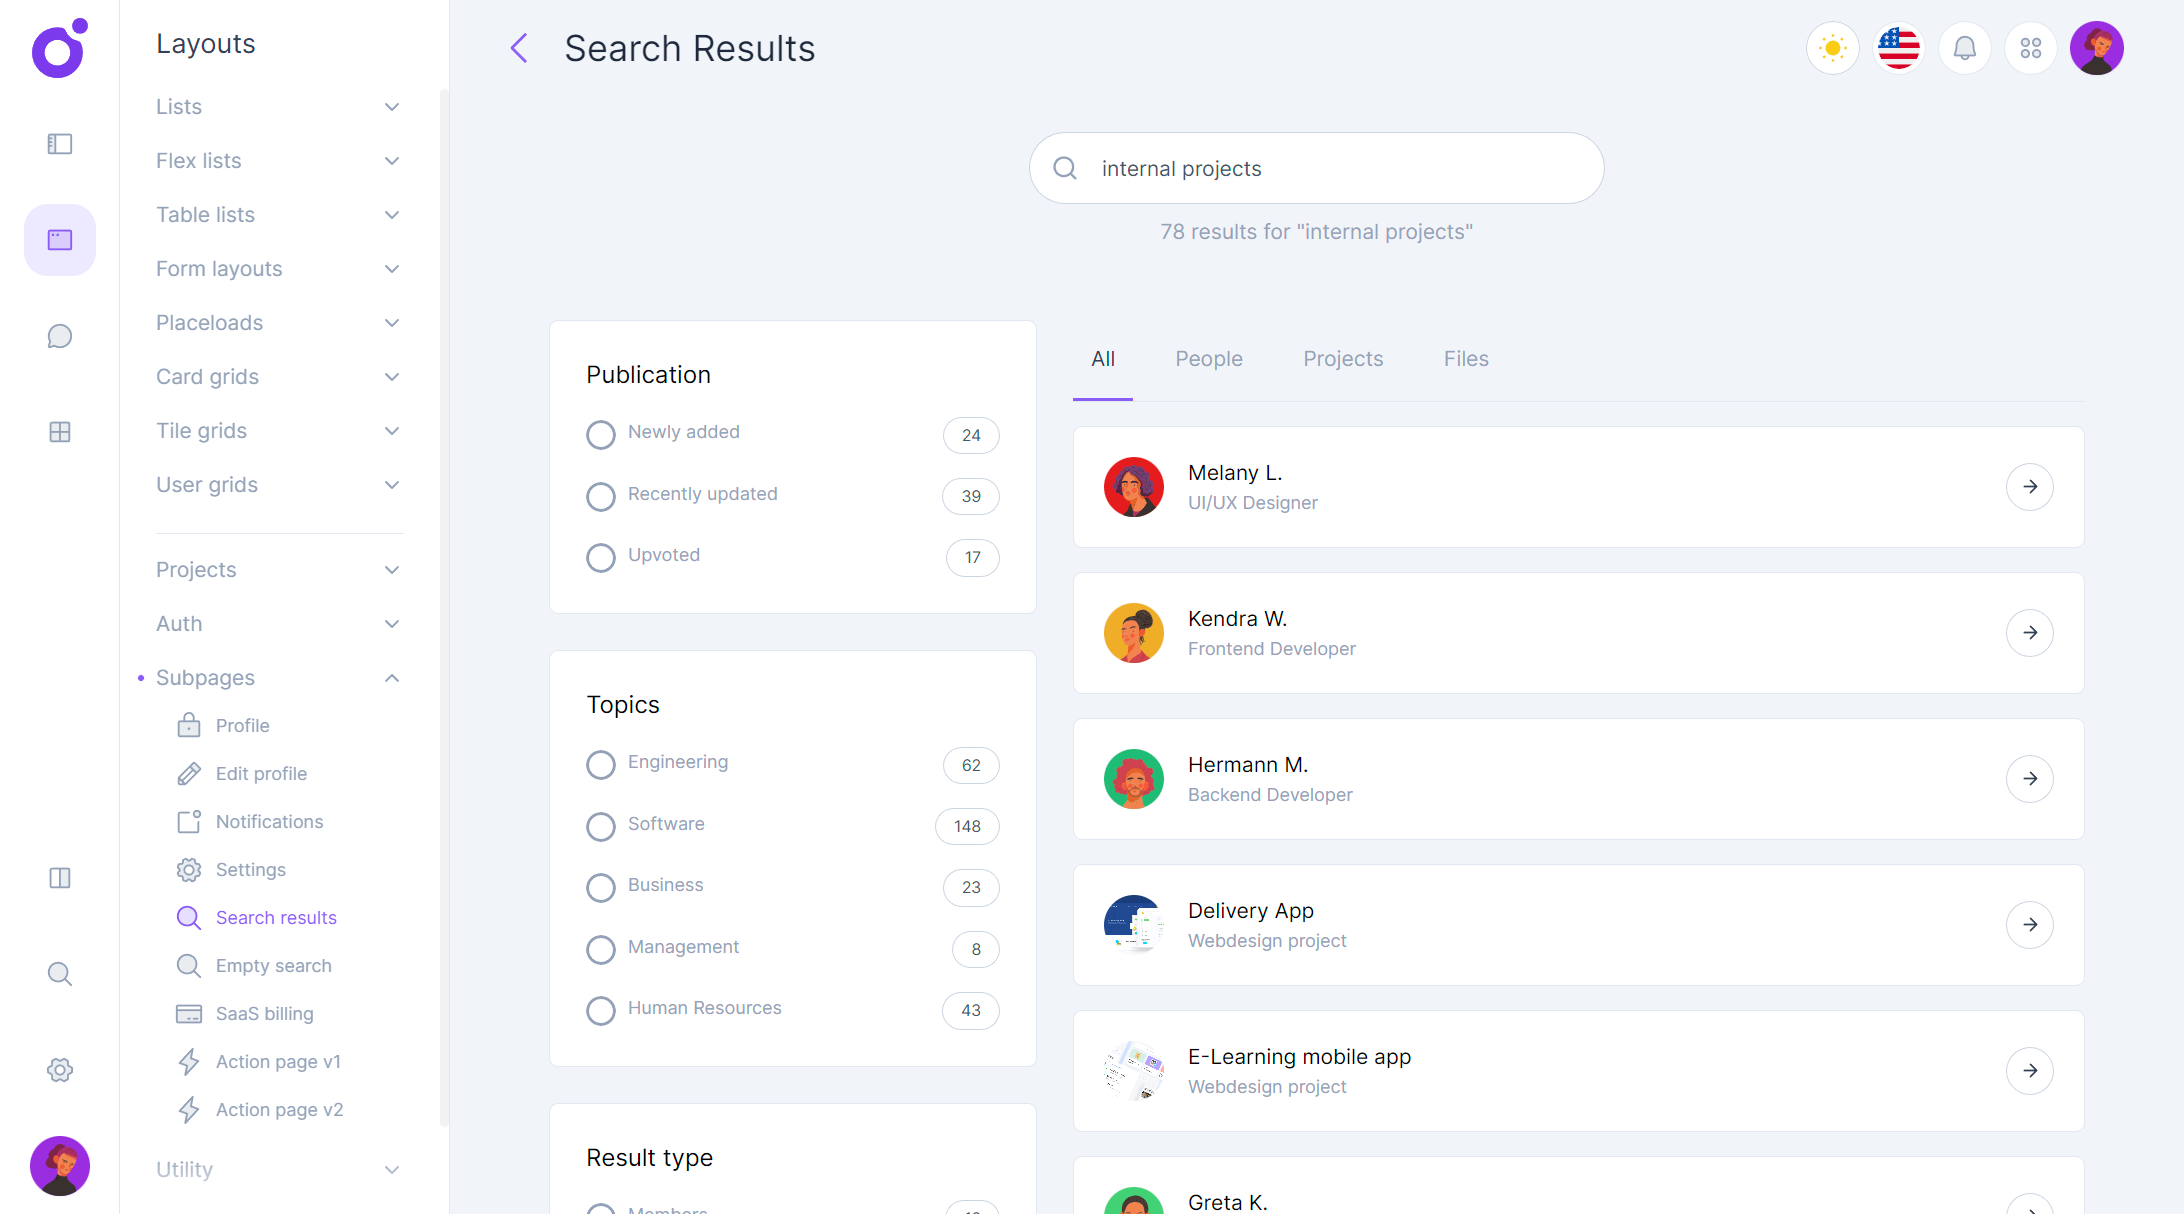 Layouts
Lists
Flex lists
Table lists
Form layouts
Placeloads
Card grids
Tile grids
User grids
Projects
Auth
Subpages
Profile
Edit profile
Notifications
Settings
Search results
Empty search
SaaS billing
Action page v1
Action page v2
Utility
Search Results
internal projects
78 results for "internal projects"
Publication
Newly added 24
Recently updated 39
Upvoted 17
Topics
Engineering 62
Software 148
Business 23
Management 8
Human Resources 43
Result type
Members
All People Projects Files
Melany L.
UI/UX Designer
Kendra W.
Frontend Developer
Hermann M.
Backend Developer
Delivery App
Webdesign project
E-Learning mobile app
Webdesign project
Greta K.